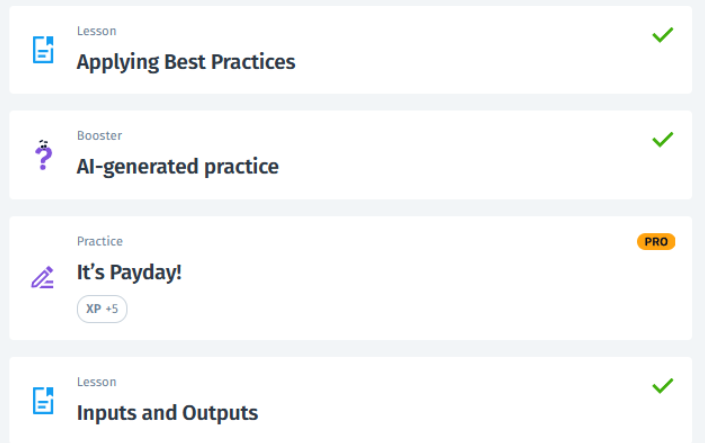 Lesson
Applying Best Practices
Booster
AI-generated practice
Practice
PRO
It's Payday!
XP +5
Lesson
Inputs and Outputs